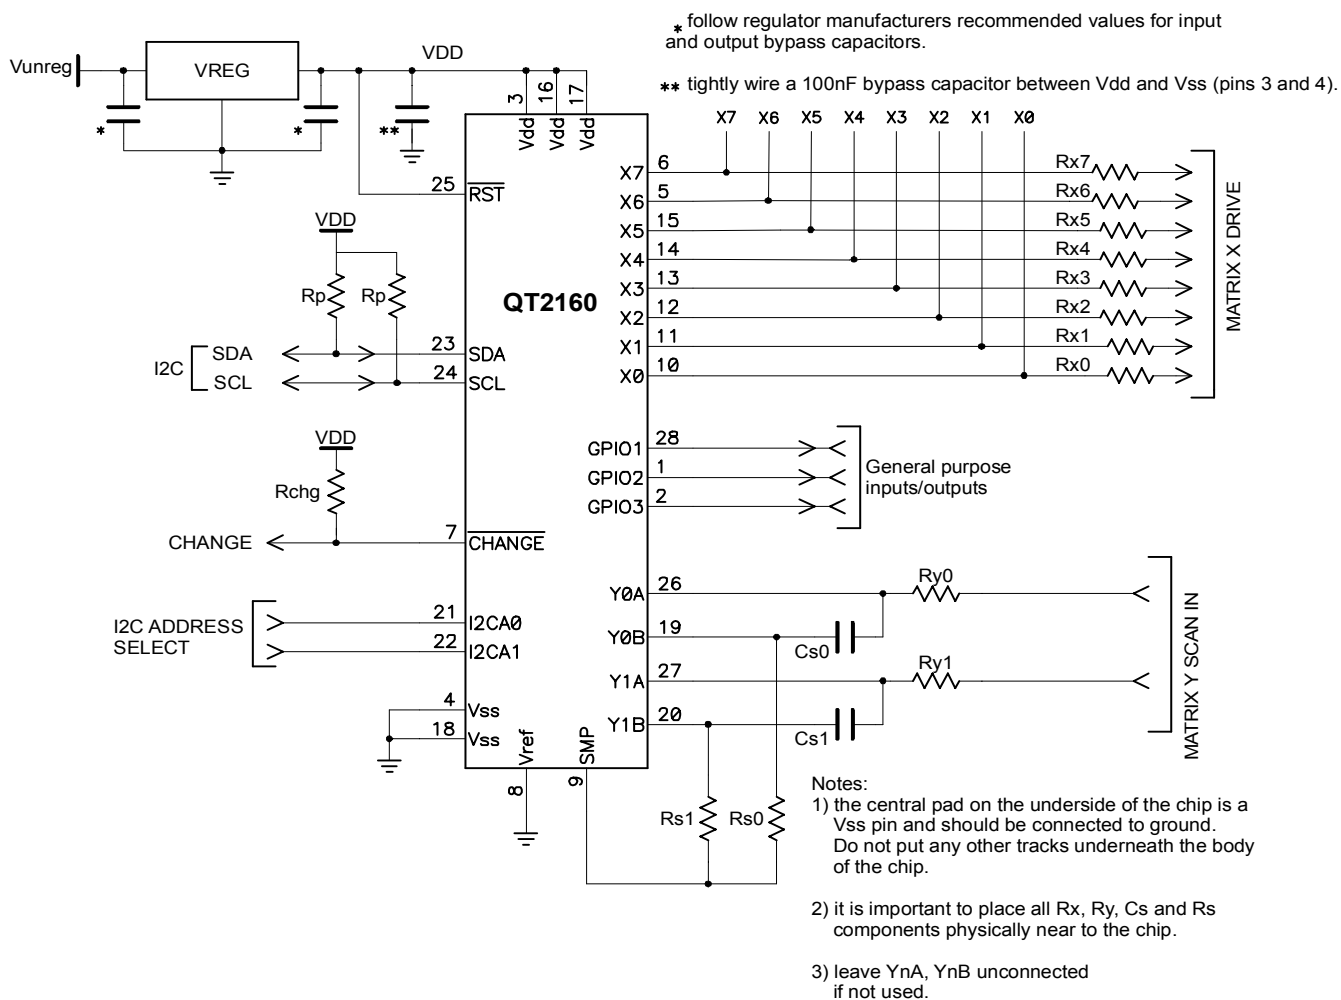 * follow regulator manufacturers recommended values for input
and output bypass capacitors.
** tightly wire a 100nF bypass capacitor between Vdd and Vss (pins 3 and 4).
Vunreg
VREG
VDD
*
*
**
3
16
17
Vdd
Vdd
Vdd
X7 X6 X5 X4 X3 X2 X1 X0
25 RST
X7 6 Rx7
X6 5 Rx6
X5 15 Rx5
X4 14 Rx4
X3 13 Rx3
X2 12 Rx2
X1 11 Rx1
X0 10 Rx0
MATRIX X DRIVE
VDD
Rp
Rp
QT2160
I2C
SDA 23 SDA
SCL 24 SCL
VDD
Rchg
CHANGE 7 CHANGE
GPIO1 28
GPIO2 1
GPIO3 2
General purpose
inputs/outputs
I2C ADDRESS
SELECT
21 I2CA0
22 I2CA1
4 Vss
18 Vss
Vref
8
SMP
9
Y0A 26 Ry0
Y0B 19 Cs0
Y1A 27 Ry1
Y1B 20 Cs1
MATRIX Y SCAN IN
Rs1
Rs0
Notes:
1) the central pad on the underside of the chip is a
Vss pin and should be connected to ground.
Do not put any other tracks underneath the body
of the chip.
2) it is important to place all Rx, Ry, Cs and Rs
components physically near to the chip.
3) leave YnA, YnB unconnected
if not used.